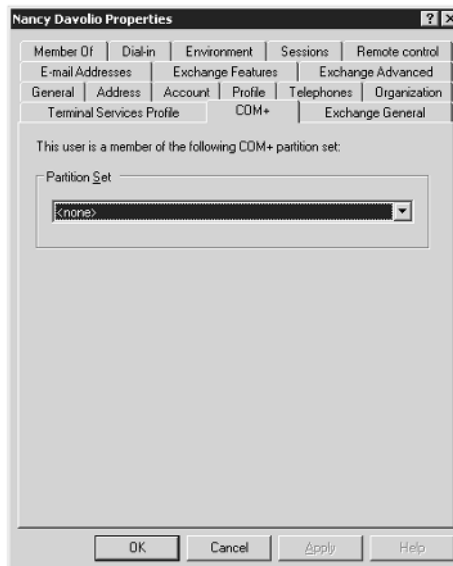 Nancy Davolio Properties ? ×
Member Of Dial-in Environment Sessions Remote control
E-mail Addresses Exchange Features Exchange Advanced
General Address Account Profile Telephones Organization
Terminal Services Profile COM+ Exchange General
This user is a member of the following COM+ partition set:
Partition Set
<none>
OK Cancel Apply Help